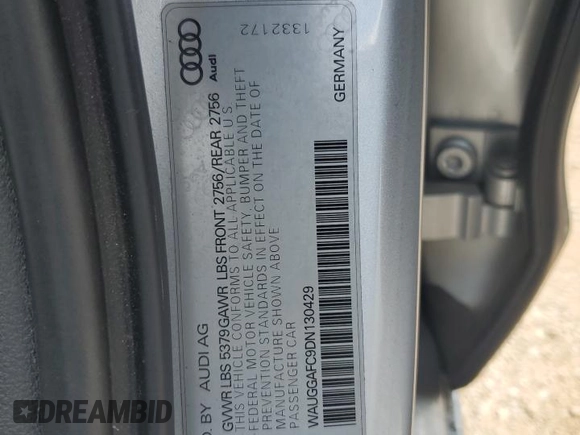 D. BY AUDI AG
GVWR LBS 5379 GAWR LBS FRONT 2756/REAR 2756
THIS VEHICLE CONFORMS TO ALL APPLICABLE U.S.
FEDERAL MOTOR VEHICLE SAFETY, BUMPER AND THEFT
PREVENTION STANDARDS IN EFFECT ON THE DATE OF
MANUFACTURE SHOWN ABOVE
PASSENGER CAR
WAUGGAFC9DN130429
GERMANY
Audi
1332172
DREAMBID